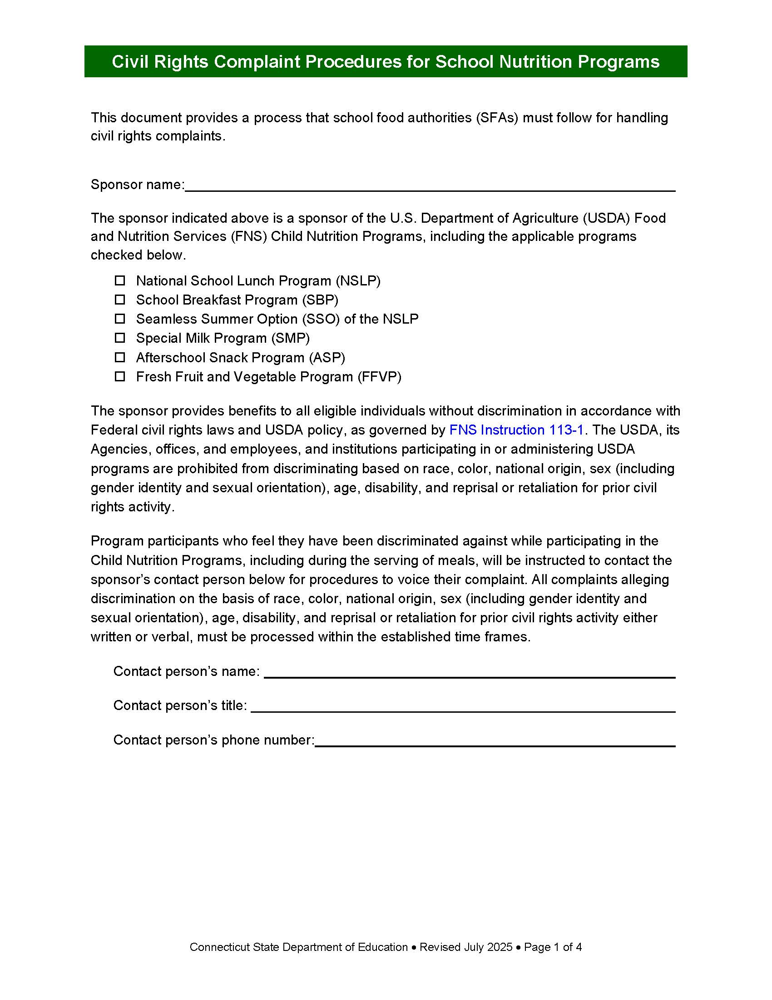 Civil Rights Complaint Procedures for School Nutrition Programs
This document provides a process that school food authorities (SFAs) must follow for handling
civil rights complaints.
Sponsor name:
The sponsor indicated above is a sponsor of the U.S. Department of Agriculture (USDA) Food
and Nutrition Services (FNS) Child Nutrition Programs, including the applicable programs
checked below.
☐ National School Lunch Program (NSLP)
☐ School Breakfast Program (SBP)
☐ Seamless Summer Option (SSO) of the NSLP
☐ Special Milk Program (SMP)
☐ Afterschool Snack Program (ASP)
☐ Fresh Fruit and Vegetable Program (FFVP)
The sponsor provides benefits to all eligible individuals without discrimination in accordance with
Federal civil rights laws and USDA policy, as governed by FNS Instruction 113-1. The USDA, its
Agencies, offices, and employees, and institutions participating in or administering USDA
programs are prohibited from discriminating based on race, color, national origin, sex (including
gender identity and sexual orientation), age, disability, and reprisal or retaliation for prior civil
rights activity.
Program participants who feel they have been discriminated against while participating in the
Child Nutrition Programs, including during the serving of meals, will be instructed to contact the
sponsor’s contact person below for procedures to voice their complaint. All complaints alleging
discrimination on the basis of race, color, national origin, sex (including gender identity and
sexual orientation), age, disability, and reprisal or retaliation for prior civil rights activity either
written or verbal, must be processed within the established time frames.
Contact person’s name:
Contact person’s title:
Contact person’s phone number:
Connecticut State Department of Education • Revised July 2025 • Page 1 of 4